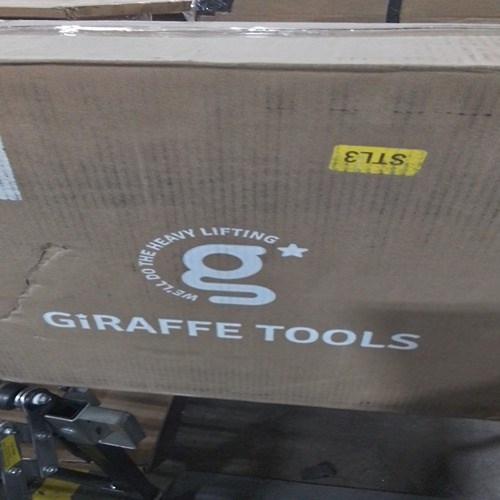 STL3
WE'LL DO THE HEAVY LIFTING
g
GiRAFFE TOOLS